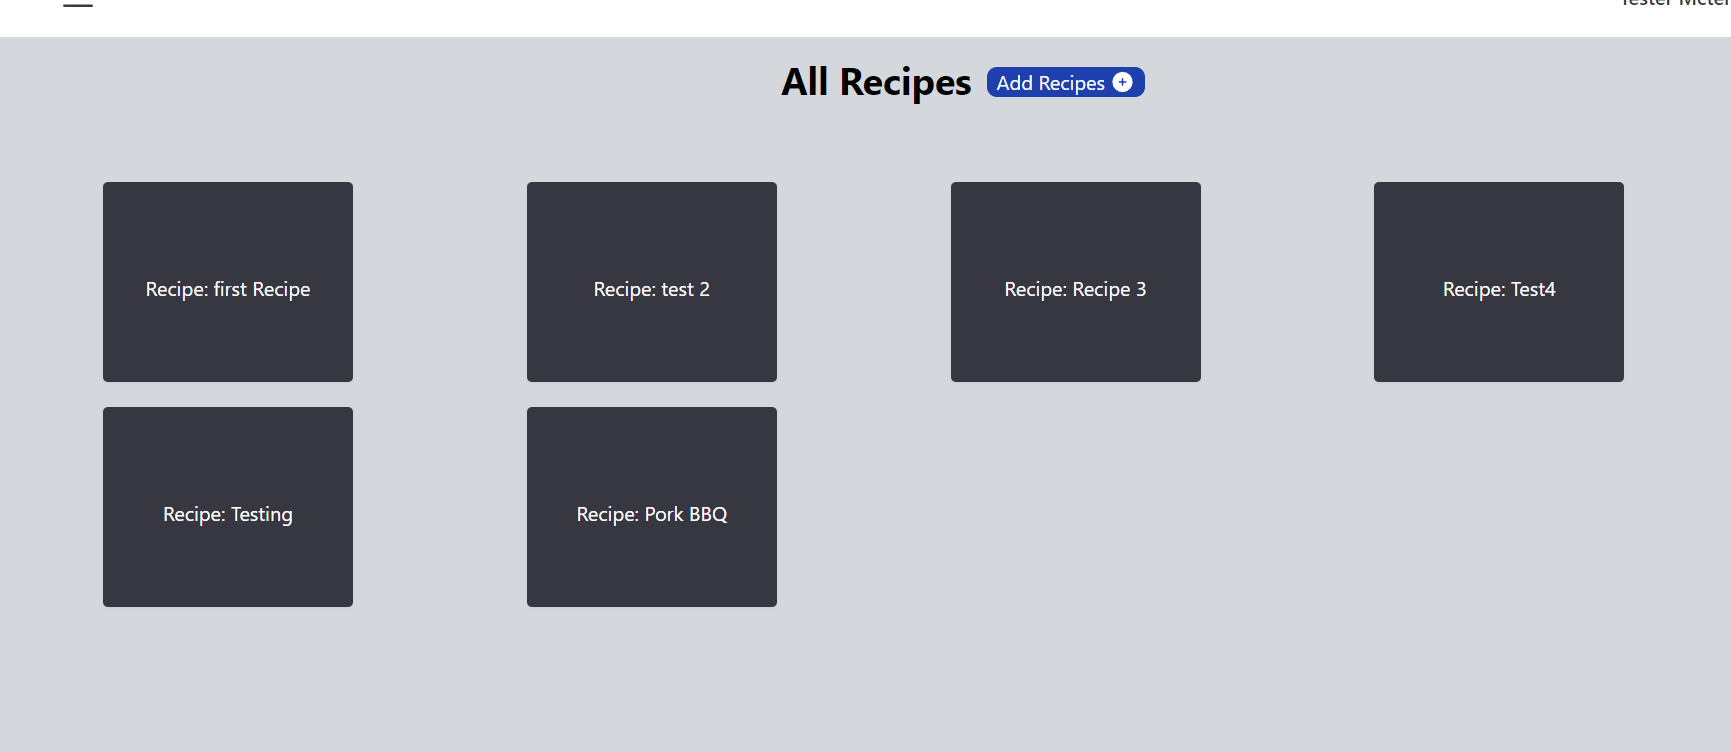 All Recipes
Add Recipes
Recipe: first Recipe
Recipe: test 2
Recipe: Recipe 3
Recipe: Test4
Recipe: Testing
Recipe: Pork BBQ